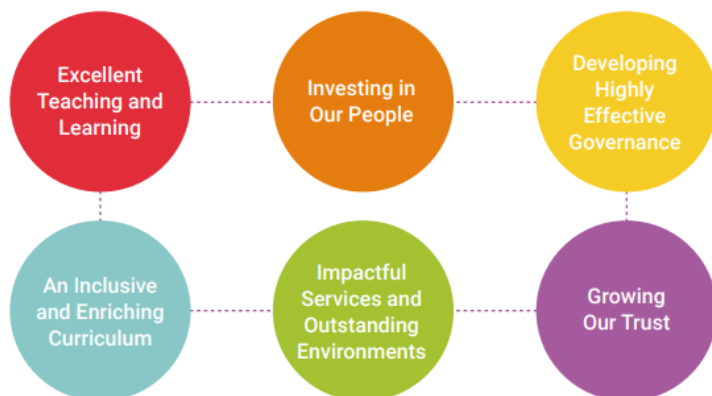 Excellent
Teaching and
Learning
Investing in
Our People
Developing
Highly
Effective
Governance
An Inclusive
and Enriching
Curriculum
Impactful
Services and
Outstanding
Environments
Growing
Our Trust